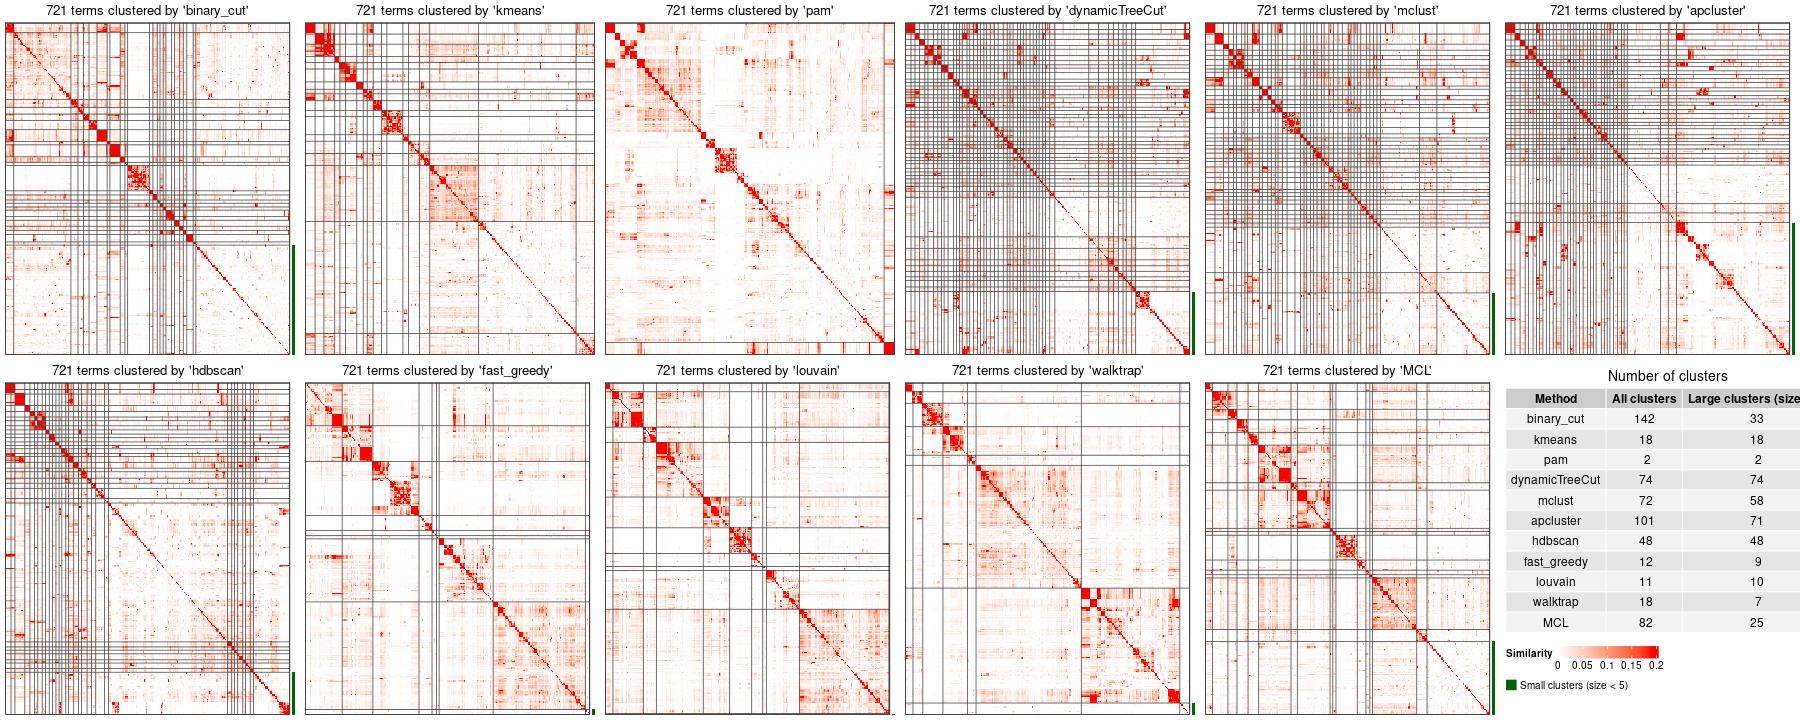 721 terms clustered by 'binary_cut'
721 terms clustered by 'kmeans'
721 terms clustered by 'pam'
721 terms clustered by 'dynamicTreeCut'
721 terms clustered by 'mclust'
721 terms clustered by 'apcluster'
721 terms clustered by 'hdbscan'
721 terms clustered by 'fast_greedy'
721 terms clustered by 'louvain'
721 terms clustered by 'walktrap'
721 terms clustered by 'MCL'
Number of clusters
Method All clusters Large clusters (size
binary_cut 142 33
kmeans 18 18
pam 2 2
dynamicTreeCut 74 74
mclust 72 58
apcluster 101 71
hdbscan 48 48
fast_greedy 12 9
louvain 11 10
walktrap 18 7
MCL 82 25
Similarity
0 0.05 0.1 0.15 0.2
Small clusters (size < 5)